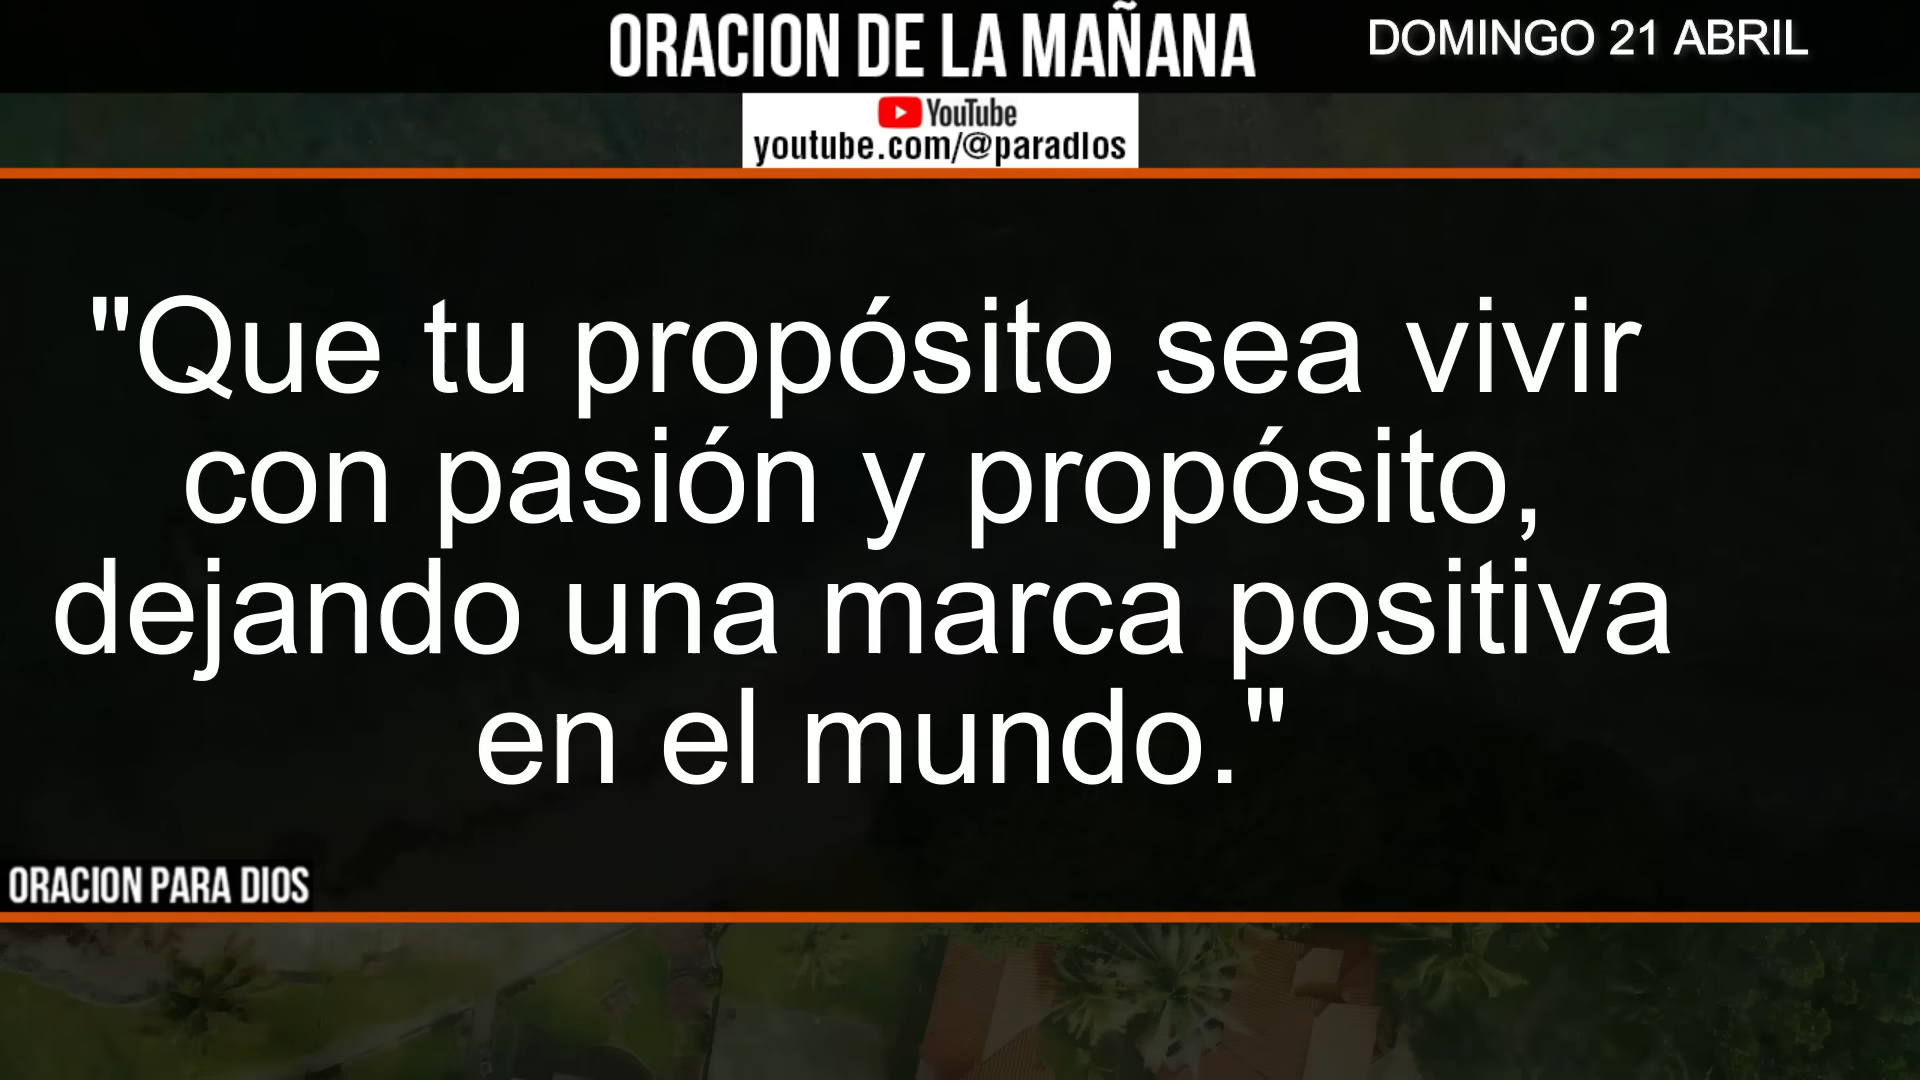 ORACION DE LA MAÑANA
DOMINGO 21 ABRIL
YouTube
youtube.com/@paradIos
"Que tu propósito sea vivir
con pasión y propósito,
dejando una marca positiva
en el mundo."
ORACION PARA DIOS